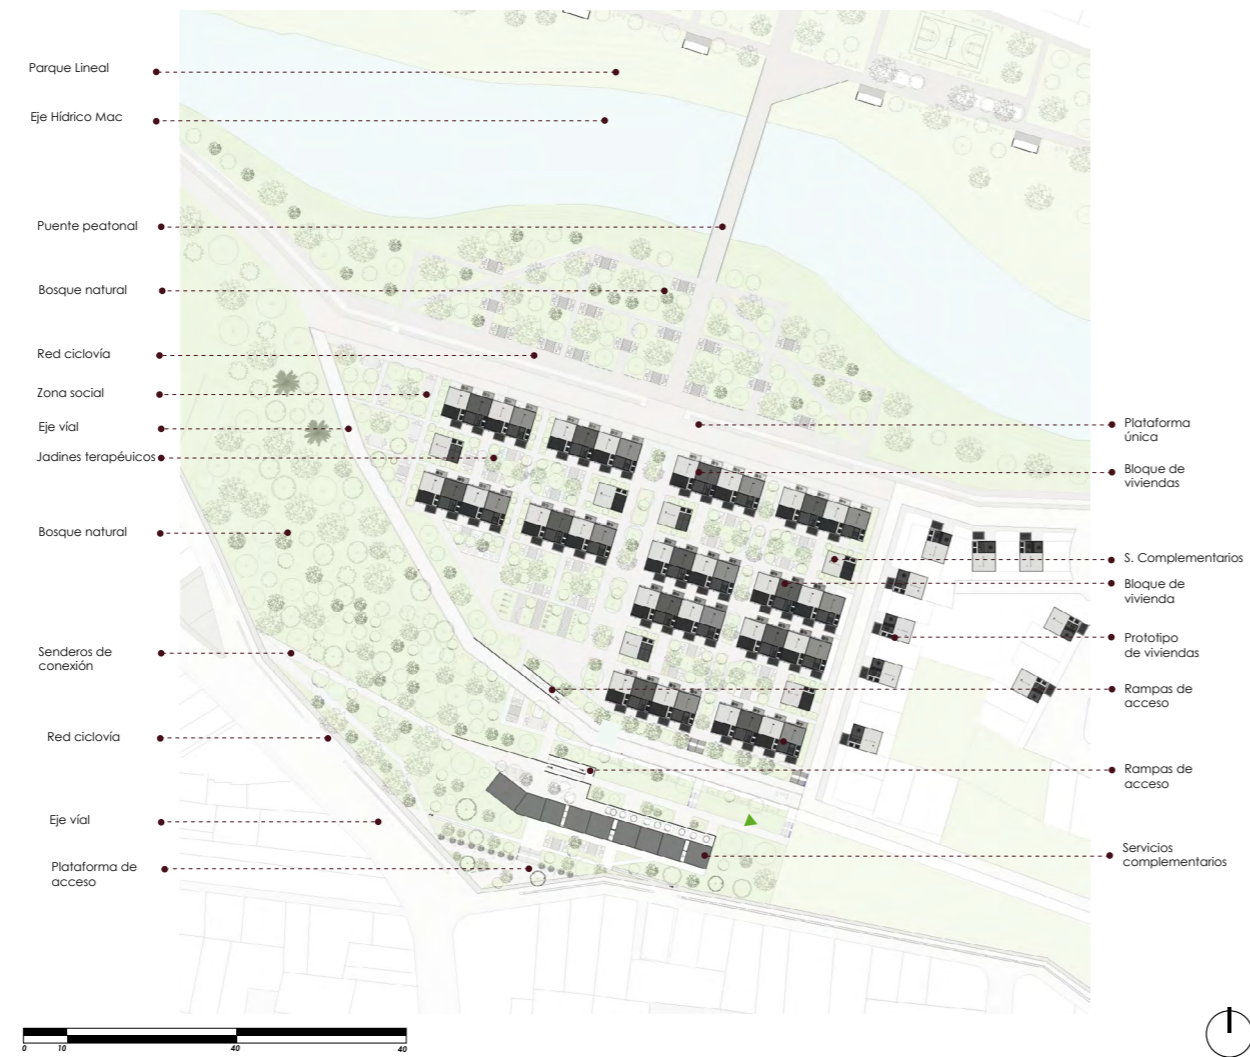 Parque Lineal
Eje Hídrico Mac
Puente peatonal
Bosque natural
Red ciclovía
Zona social
Eje víal
Jadines terapéuicos
Bosque natural
Senderos de
conexión
Red ciclovía
Eje víal
Plataforma de
acceso
Plataforma
única
Bloque de
viviendas
S. Complementarios
Bloque de
vivienda
Prototipo
de viviendas
Rampas de
acceso
Rampas de
acceso
Servicios
complementarios
0 10 40 40